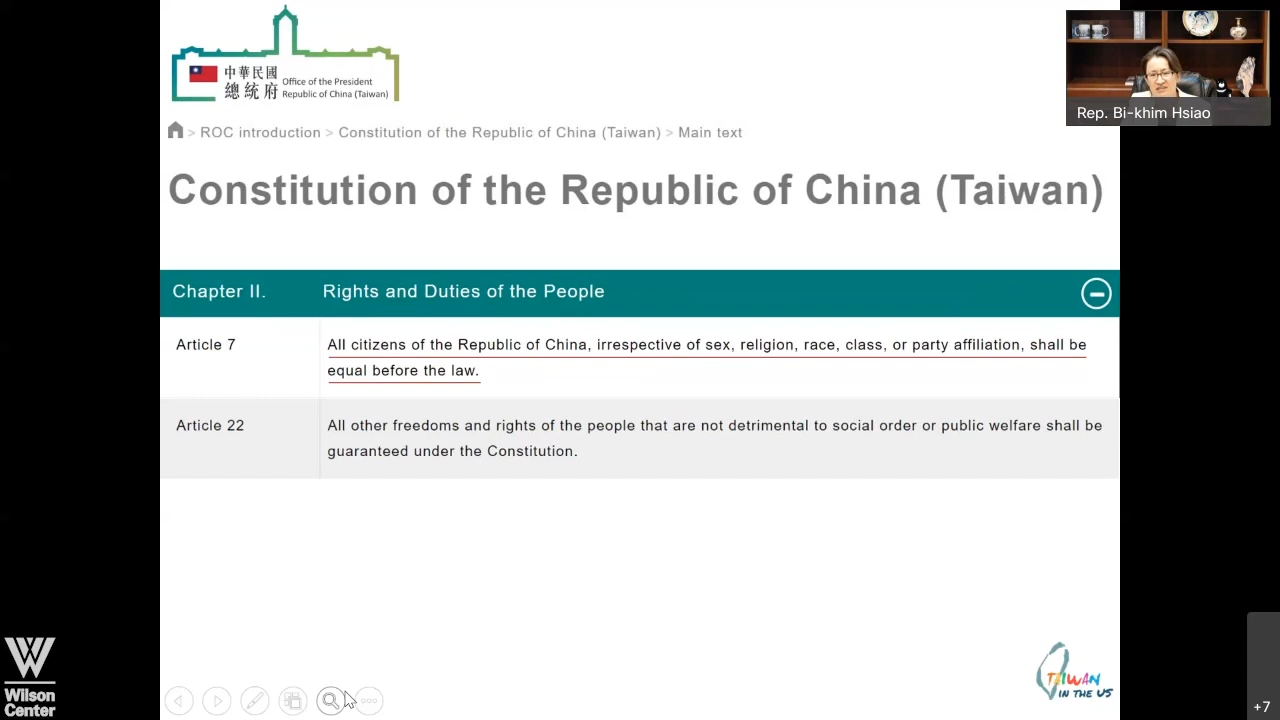 中華民國
總統府
Office of the President
Republic of China (Taiwan)
Rep. Bi-khim Hsiao
> ROC introduction > Constitution of the Republic of China (Taiwan) > Main text
Constitution of the Republic of China (Taiwan)
Chapter II. Rights and Duties of the People
Article 7 All citizens of the Republic of China, irrespective of sex, religion, race, class, or party affiliation, shall be
equal before the law.
Article 22 All other freedoms and rights of the people that are not detrimental to social order or public welfare shall be
guaranteed under the Constitution.
TAIWAN
IN THE US
Wilson
Center
+7